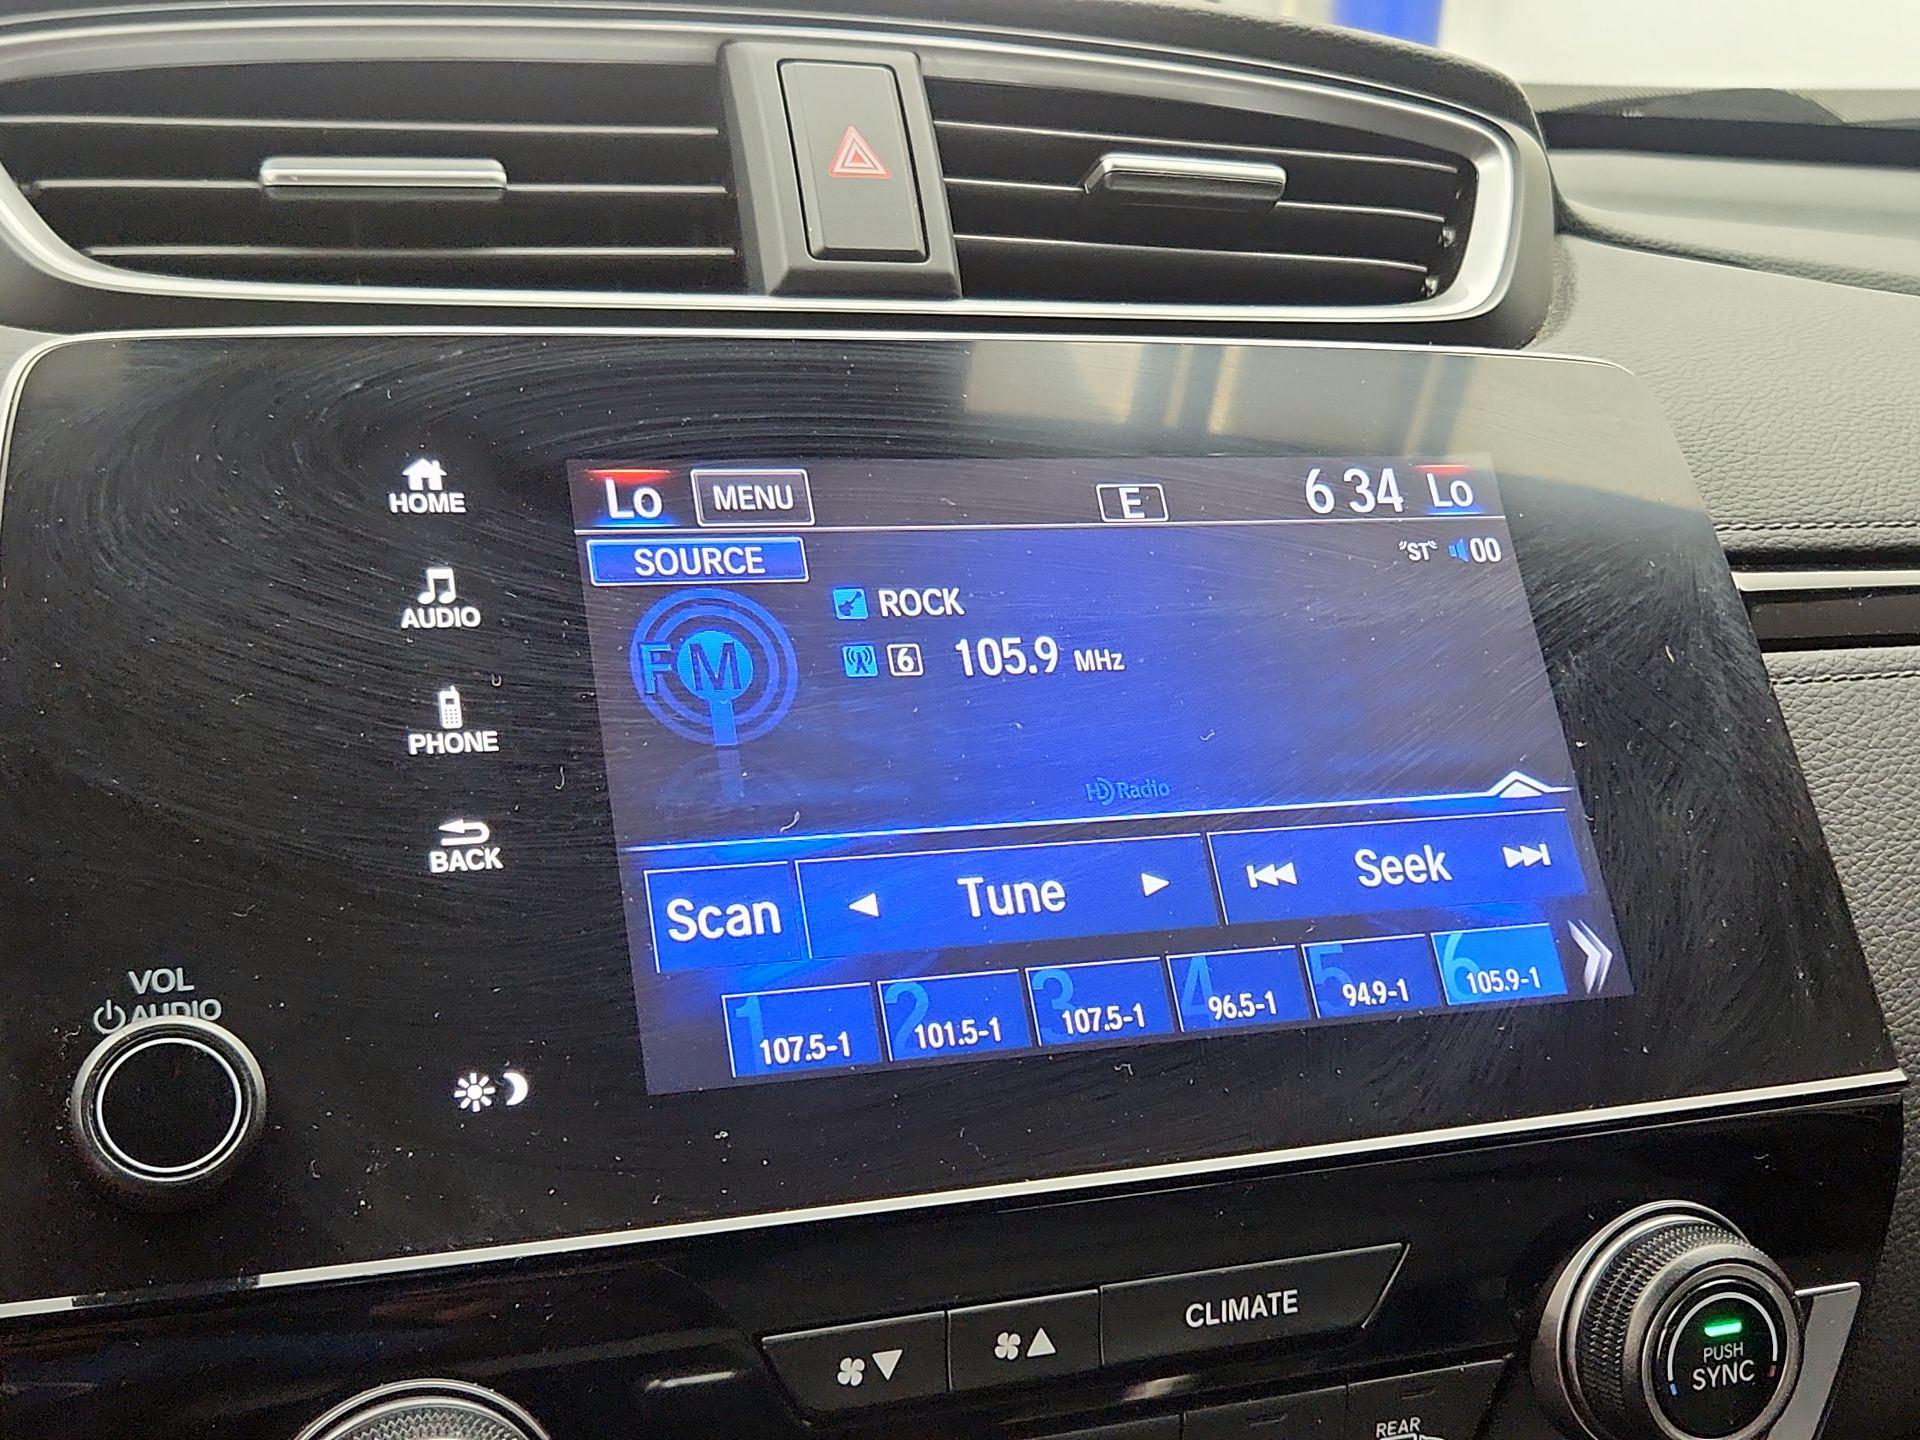 Lo MENU E 6 34 Lo
HOME
SOURCE "ST" 00
AUDIO
FM
ROCK
6 105.9 MHz
PHONE
HD Radio
BACK
Scan Tune Seek
1 107.5-1 2 101.5-1 3 107.5-1 4 96.5-1 5 94.9-1 6 105.9-1
VOL
AUDIO
CLIMATE
PUSH
SYNC
REAR